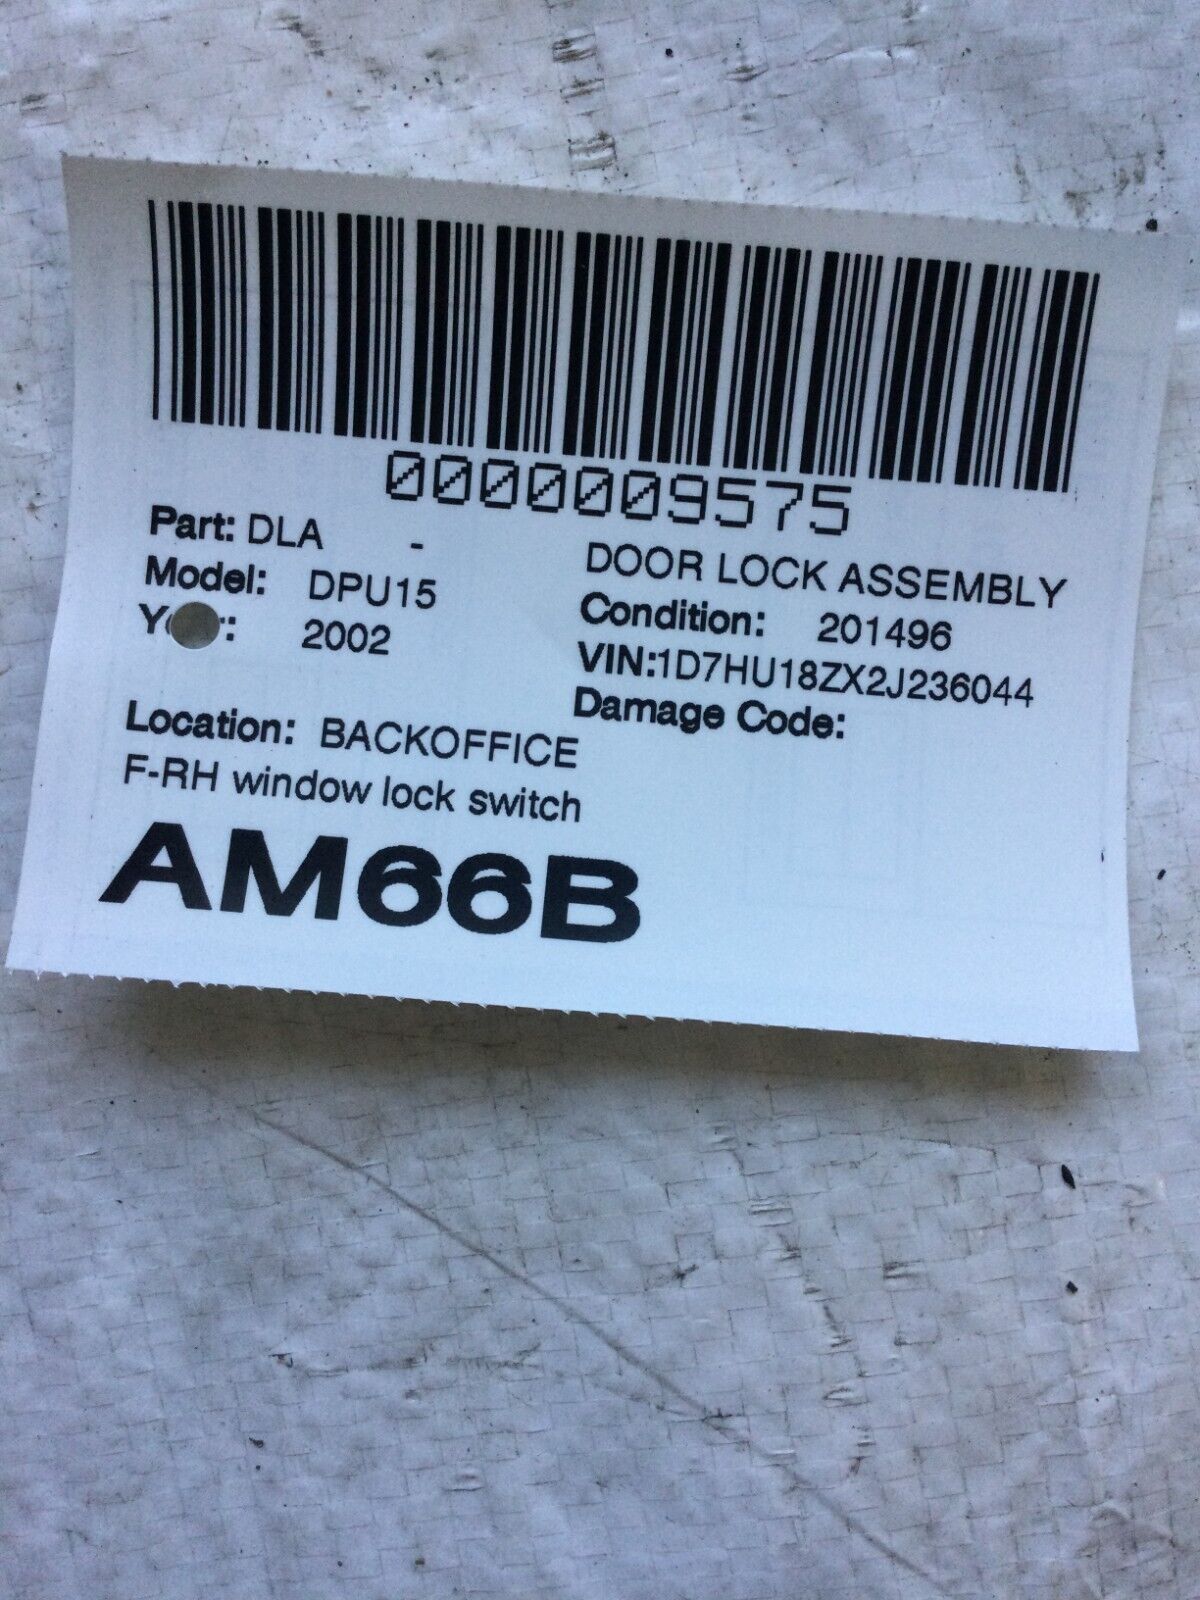 0000009575
Part: DLA - DOOR LOCK ASSEMBLY
Model: DPU15 Condition: 201496
2002 VIN:1D7HU18ZX2J236044
Damage Code:
Location: BACKOFFICE
F-RH window lock switch
AM66B